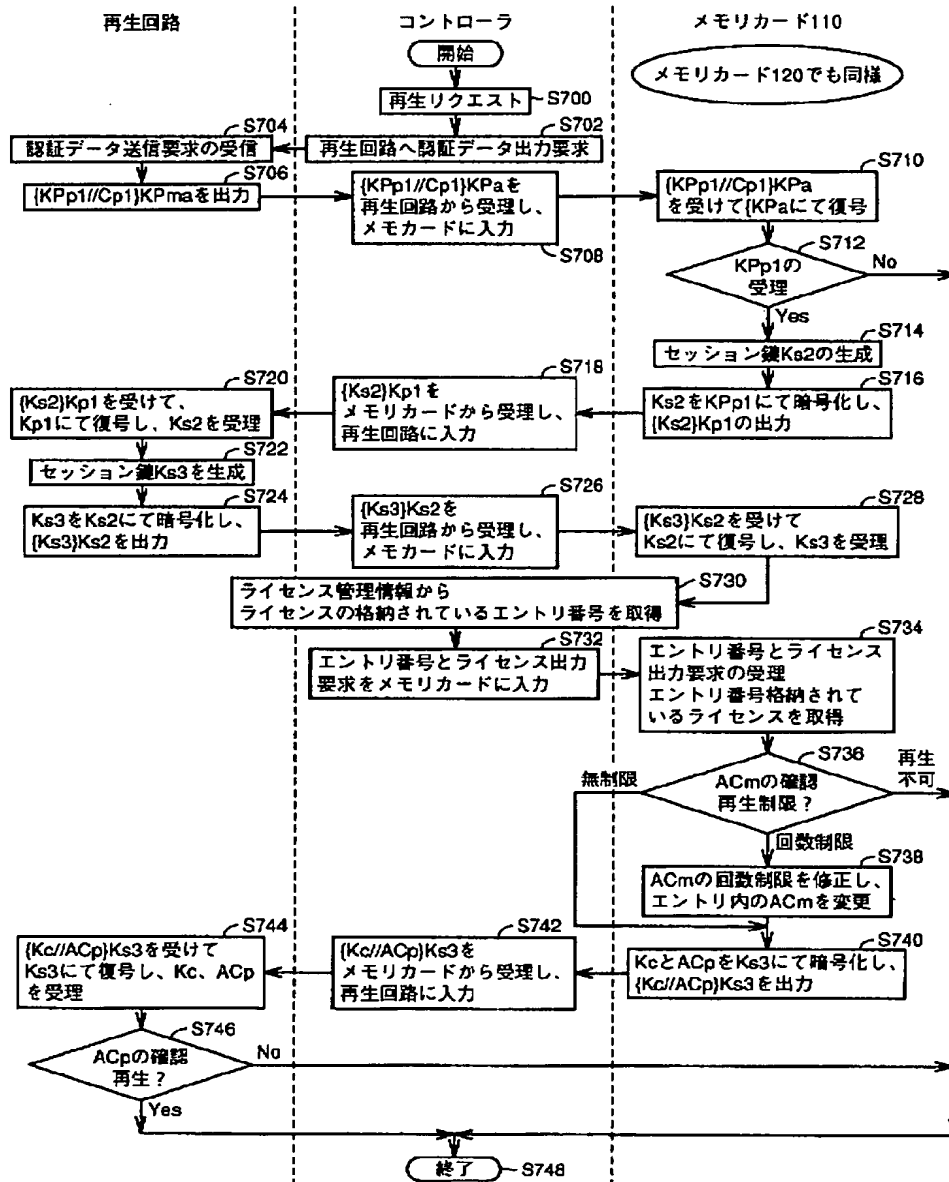 再生回路
コントローラ
メモリカード110
開始
メモリカード120でも同様
再生リクエスト
S700
S704
認証データ送信要求の受信
S702
再生回路へ認証データ出力要求
S706
{KPp1//Cp1}KPmaを出力
{KPp1//Cp1}KPaを
再生回路から受理し、
メモカードに入力
S708
S710
{KPp1//Cp1}KPa
を受けて{KPaにて復号
S712
KPp1の
受理
No
Yes
S714
セッション鍵Ks2の生成
S716
Ks2をKPp1にて暗号化し、
{Ks2}Kp1の出力
S718
{Ks2}Kp1を
メモリカードから受理し、
再生回路に入力
S720
{Ks2}Kp1を受けて、
Kp1にて復号し、Ks2を受理
S722
セッション鍵Ks3を生成
S724
Ks3をKs2にて暗号化し、
{Ks3}Ks2を出力
S726
{Ks3}Ks2を
再生回路から受理し、
メモカードに入力
S728
{Ks3}Ks2を受けて
Ks2にて復号し、Ks3を受理
S730
ライセンス管理情報から
ライセンスの格納されているエントリ番号を取得
S732
エントリ番号とライセンス出力
要求をメモリカードに入力
S734
エントリ番号とライセンス
出力要求の受理
エントリ番号格納されて
いるライセンスを取得
S736
ACmの確認
再生制限？
無制限
再生
不可
回数制限
S738
ACmの回数制限を修正し、
エントリ内のACmを変更
S740
KcとACpをKs3にて暗号化し、
{Kc//ACp}Ks3を出力
S742
{Kc//ACp}Ks3を
メモリカードから受理し、
再生回路に入力
S744
{Kc//ACp}Ks3を受けて
Ks3にて復号し、Kc、ACp
を受理
S746
ACpの確認
再生？
No
Yes
終了
S748